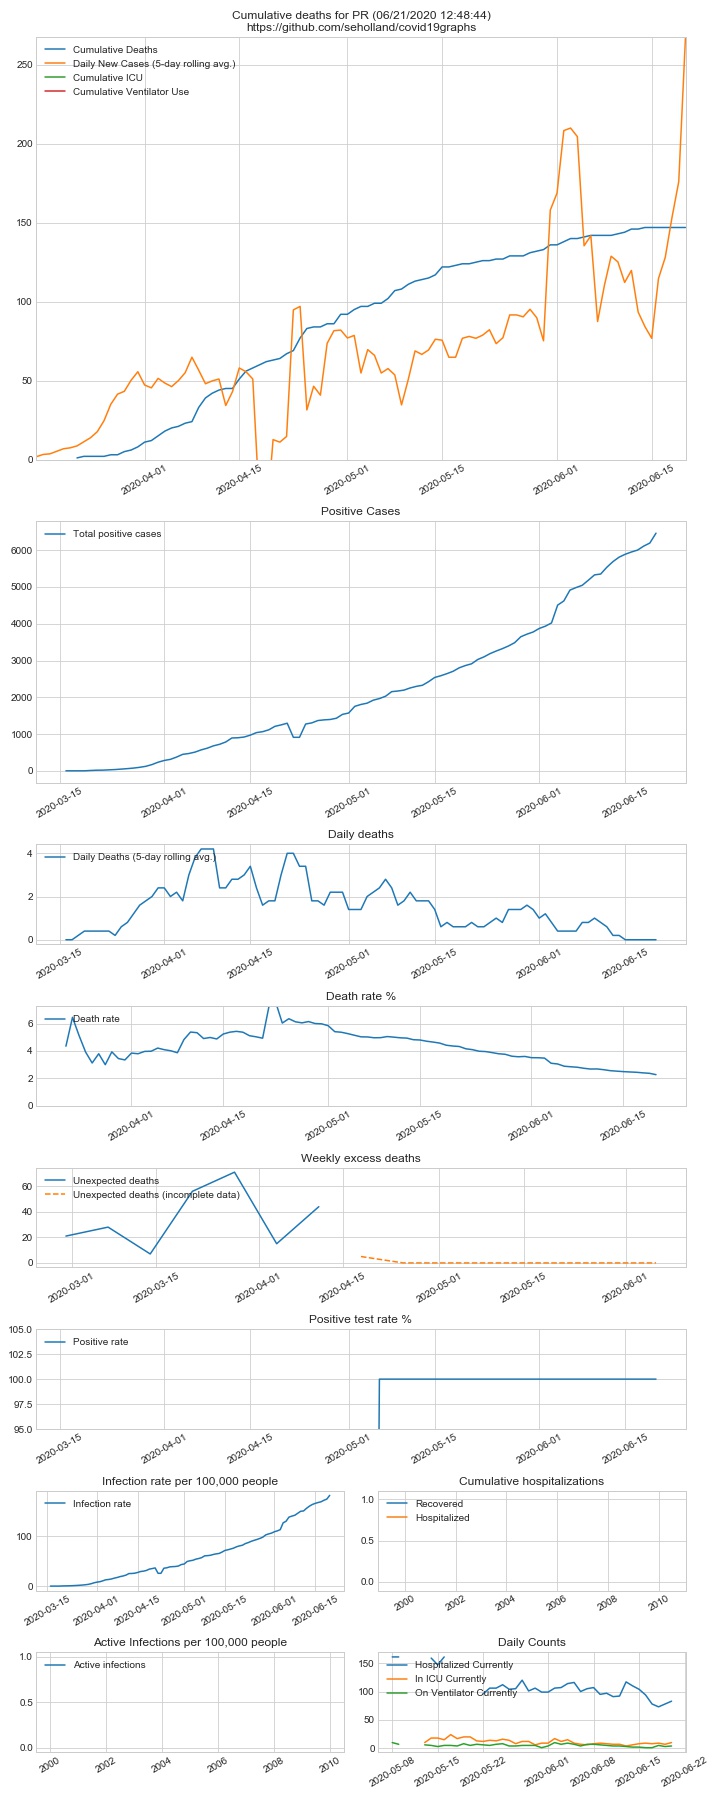 Cumulative deaths for PR (06/21/2020 12:48:44)
https://github.com/seholland/covid19graphs
Cumulative Deaths
Daily New Cases (5-day rolling avg.)
Cumulative ICU
Cumulative Ventilator Use
250
200
150
100
50
0
2020-04-01 2020-04-15 2020-05-01 2020-05-15 2020-06-01 2020-06-15
Positive Cases
Total positive cases
6000
5000
4000
3000
2000
1000
0
2020-03-15 2020-04-01 2020-04-15 2020-05-01 2020-05-15 2020-06-01 2020-06-15
Daily deaths
Daily Deaths (5-day rolling avg.)
4
2
0
2020-03-15 2020-04-01 2020-04-15 2020-05-01 2020-05-15 2020-06-01 2020-06-15
Death rate %
Death rate
6
4
2
0
2020-04-01 2020-04-15 2020-05-01 2020-05-15 2020-06-01 2020-06-15
Weekly excess deaths
Unexpected deaths
Unexpected deaths (incomplete data)
60
40
20
0
2020-03-01 2020-03-15 2020-04-01 2020-04-15 2020-05-01 2020-05-15 2020-06-01
Positive test rate %
Positive rate
105.0
102.5
100.0
97.5
95.0
2020-03-15 2020-04-01 2020-04-15 2020-05-01 2020-05-15 2020-06-01 2020-06-15
Infection rate per 100,000 people
Infection rate
100
0
2020-03-15 2020-04-01 2020-04-15 2020-05-01 2020-05-15 2020-06-01 2020-06-15
Cumulative hospitalizations
Recovered
Hospitalized
1.0
0.5
0.0
2000 2002 2004 2006 2008 2010
Active Infections per 100,000 people
Active infections
1.0
0.5
0.0
2000 2002 2004 2006 2008 2010
Daily Counts
Hospitalized Currently
In ICU Currently
On Ventilator Currently
150
100
50
0
2020-05-08 2020-05-15 2020-05-22 2020-06-01 2020-06-08 2020-06-15 2020-06-22